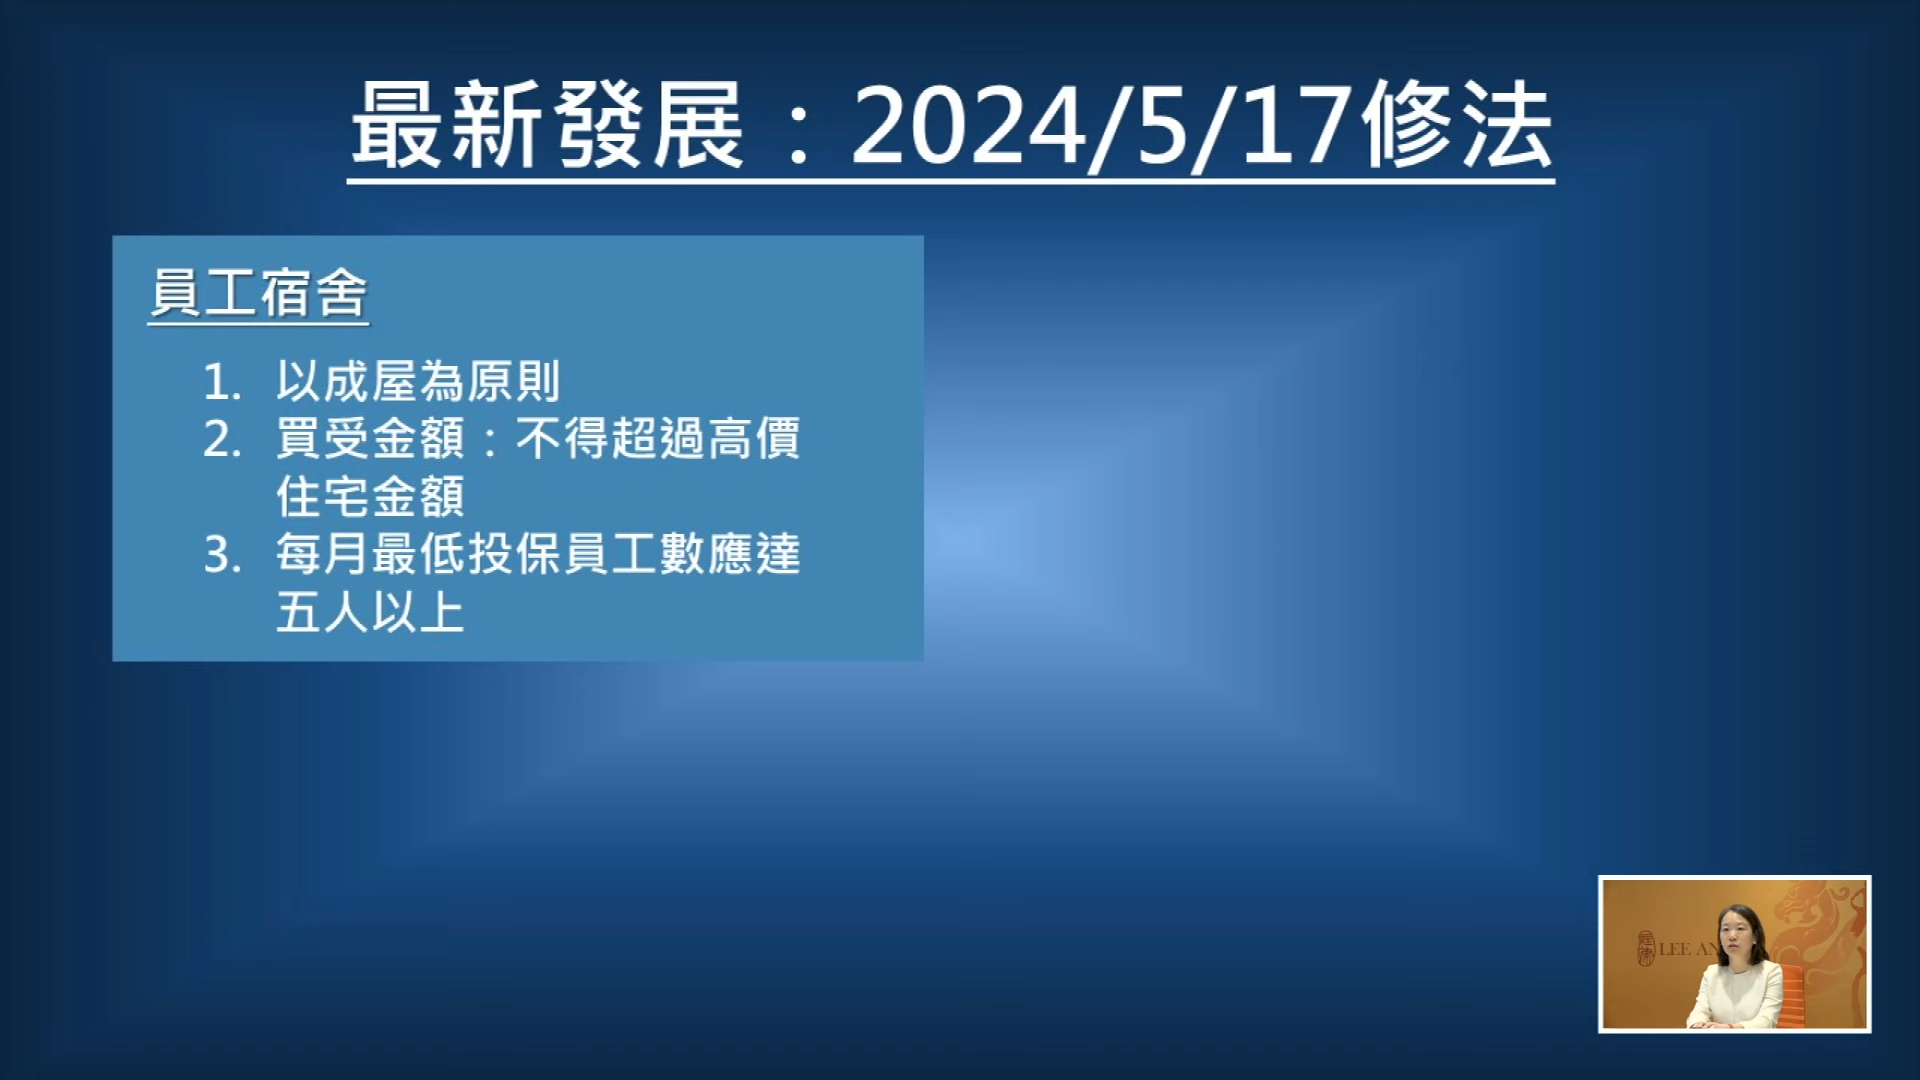 最新發展：2024/5/17修法
員工宿舍
1. 以成屋為原則
2. 買受金額：不得超過高價
住宅金額
3. 每月最低投保員工數應達
五人以上
LEE AN